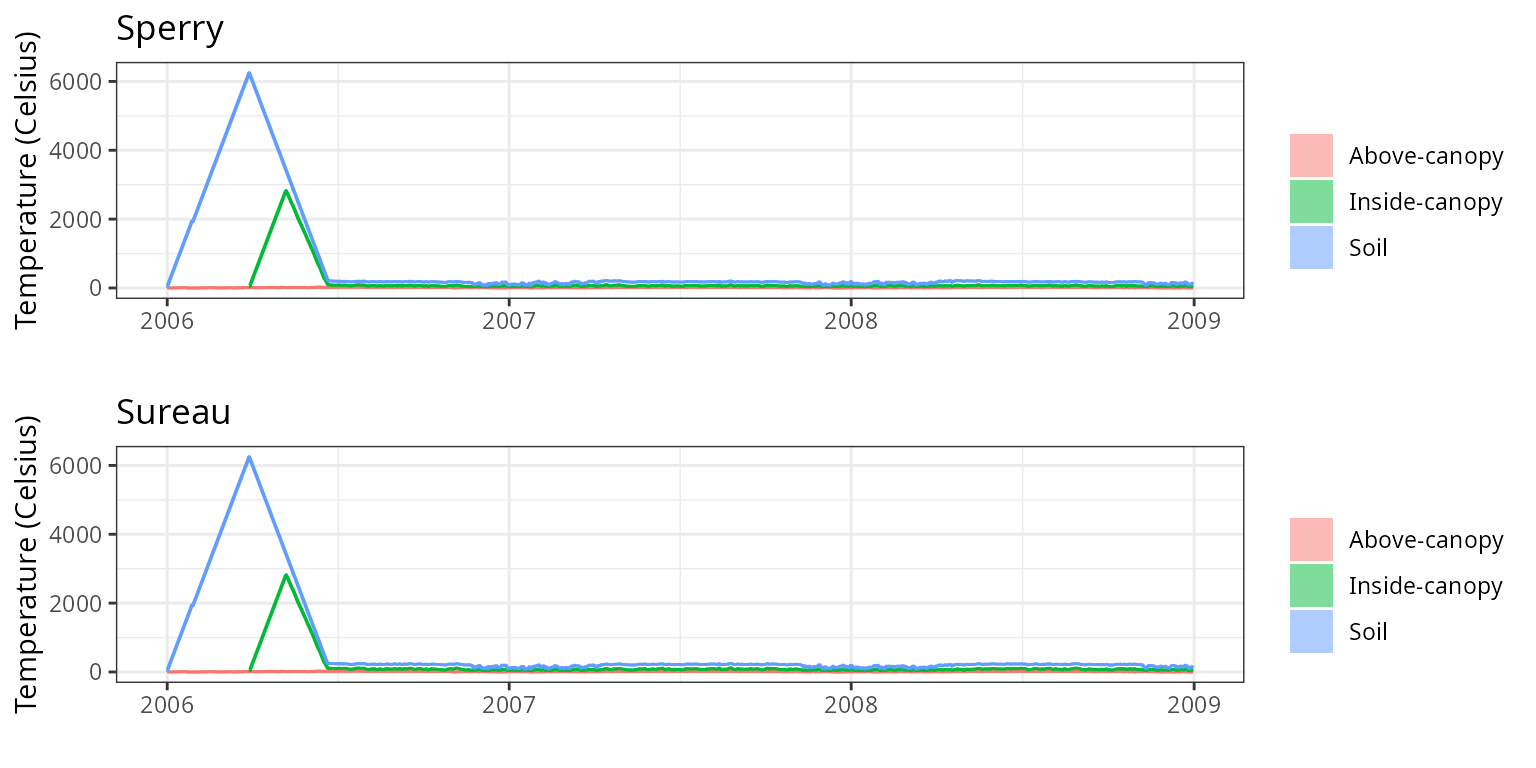 Sperry
Temperature (Celsius)
6000
4000
2000
0
2006 2007 2008 2009
Above-canopy
Inside-canopy
Soil
Sureau
Temperature (Celsius)
6000
4000
2000
0
2006 2007 2008 2009
Above-canopy
Inside-canopy
Soil